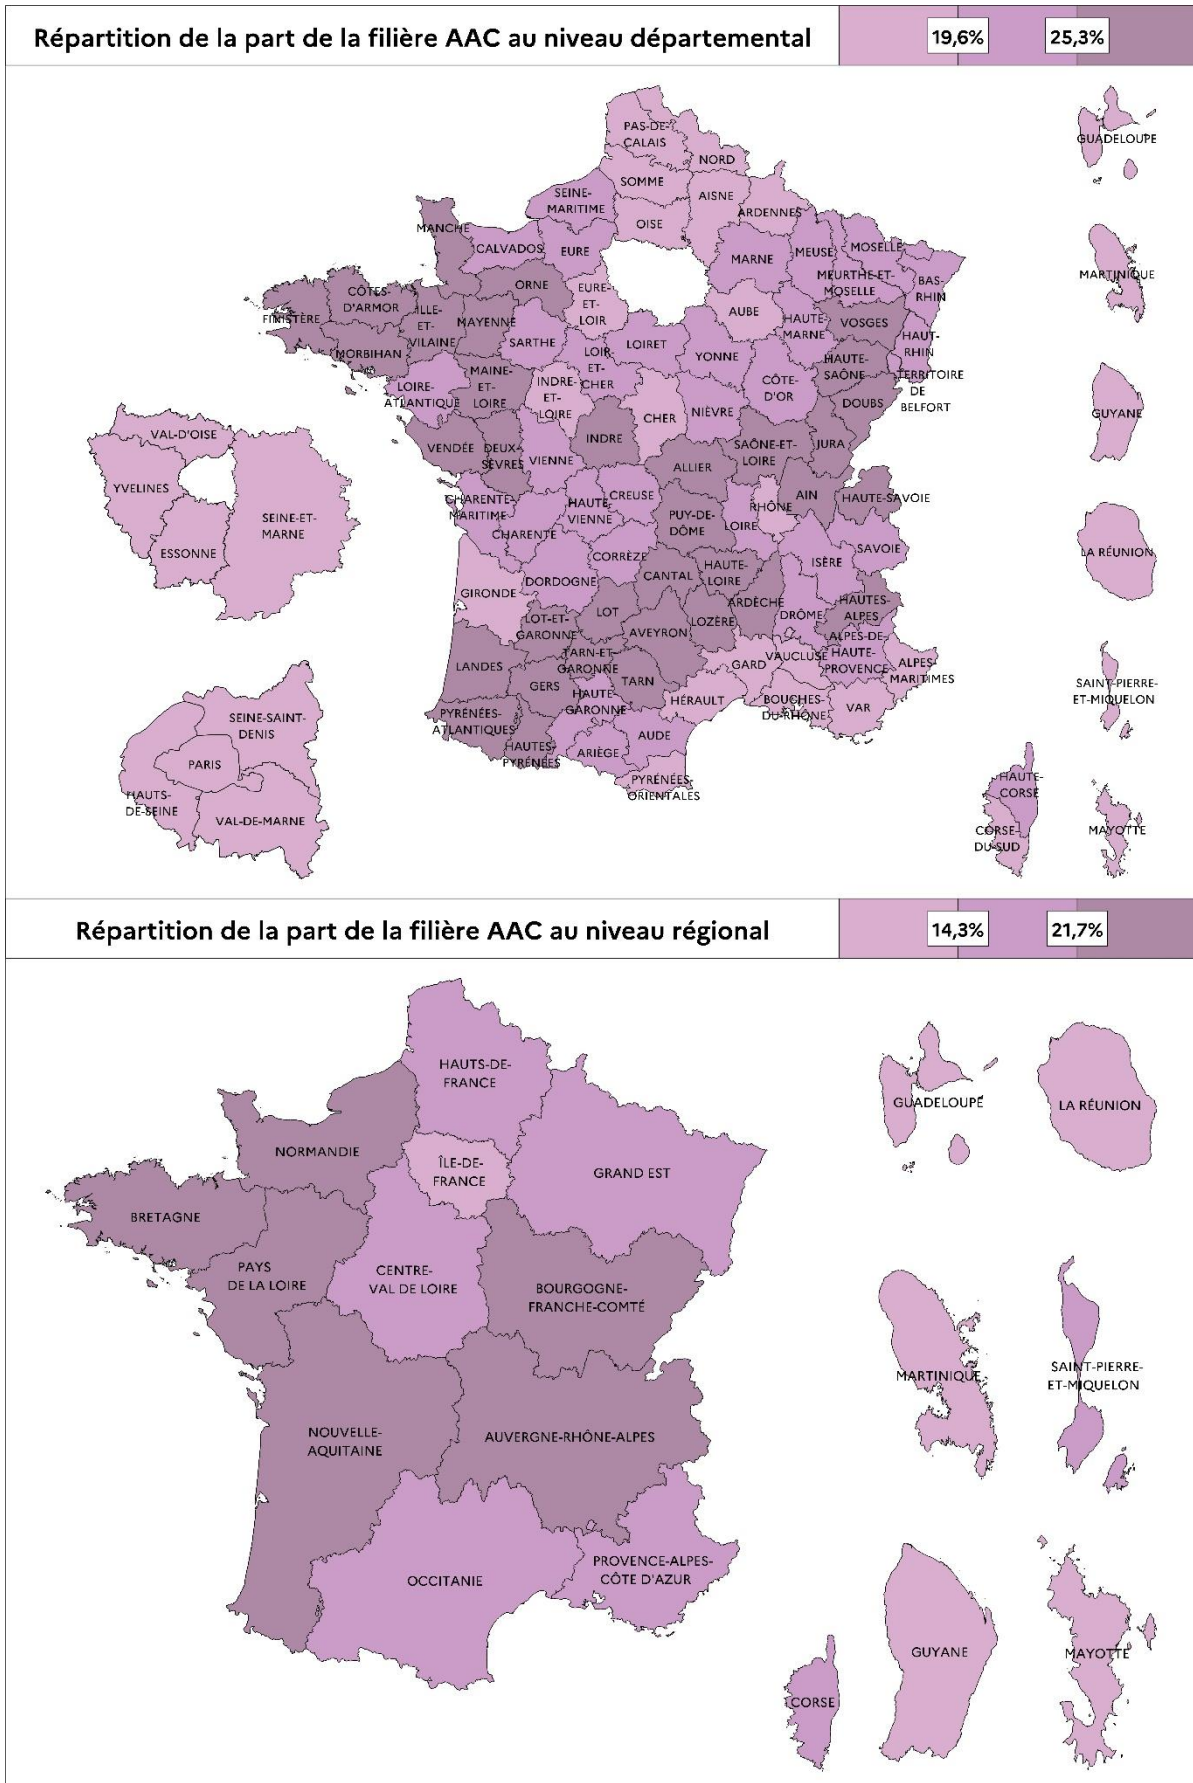 Répartition de la part de la filière AAC au niveau départemental
19,6%
25,3%
PAS-DE-
CALAIS
NORD
GUADELOUPE
SOMME
AISNE
SEINE-
MARITIME
OISE
ARDENNES
MANCHE
CALVADOS
EURE
MARNE
MEUSE
MOSELLE
MEURTHE-ET-
MOSELLE
BAS-
RHIN
MARTINIQUE
ORNE
EURE-
ET-
LOIR
AUBE
HAUTE-
MARNE
VOSGES
HAUT-
RHIN
CÔTES-
D'ARMOR
FINISTÈRE
ILLE-
ET-
VILAINE
MAYENNE
MORBIHAN
SARTHE
LOIR-
ET-
CHER
LOIRET
YONNE
HAUTE-
SAÔNE
TERRITOIRE
DE
BELFORT
LOIRE-
ATLANTIQUE
MAINE-
ET-
LOIRE
INDRE-
ET-
LOIRE
CHER
NIÈVRE
CÔTE-
D'OR
DOUBS
GUYANE
VAL-D'OISE
YVELINES
SEINE-ET-
MARNE
ESSONNE
VENDÉE
DEUX-
SÈVRES
VIENNE
INDRE
ALLIER
SAÔNE-ET-
LOIRE
JURA
CHARENTE-
MARITIME
HAUTE-
VIENNE
CREUSE
PUY-DE-
DÔME
LOIRE
RHÔNE
AIN
HAUTE-SAVOIE
CHARENTE
CORRÈZE
ISÈRE
SAVOIE
LA RÉUNION
GIRONDE
DORDOGNE
CANTAL
HAUTE-
LOIRE
ARDÈCHE
DRÔME
HAUTES-
ALPES
LOT-ET-
GARONNE
LOT
AVEYRON
LOZÈRE
ALPES-DE-
HAUTE-
PROVENCE
LANDES
TARN-ET-
GARONNE
GERS
TARN
GARD
VAUCLUSE
ALPES-
MARITIMES
SAINT-PIERRE-
ET-MIQUELON
PYRÉNÉES-
ATLANTIQUES
HAUTE-
GARONNE
HÉRAULT
BOUCHES-
DU-RHÔNE
VAR
HAUTES-
PYRÉNÉES
ARIÈGE
AUDE
PYRÉNÉES-
ORIENTALES
SEINE-SAINT-
DENIS
PARIS
HAUTS-
DE-SEINE
VAL-DE-MARNE
HAUTE-
CORSE
CORSE-
DU-SUD
MAYOTTE
Répartition de la part de la filière AAC au niveau régional
14,3%
21,7%
HAUTS-DE-
FRANCE
GUADELOUPE
LA RÉUNION
NORMANDIE
ÎLE-DE-
FRANCE
GRAND EST
BRETAGNE
PAYS
DE LA LOIRE
CENTRE-
VAL DE LOIRE
BOURGOGNE-
FRANCHE-COMTÉ
MARTINIQUE
SAINT-PIERRE-
ET-MIQUELON
NOUVELLE-
AQUITAINE
AUVERGNE-RHÔNE-ALPES
OCCITANIE
PROVENCE-ALPES-
CÔTE D'AZUR
GUYANE
MAYOTTE
CORSE